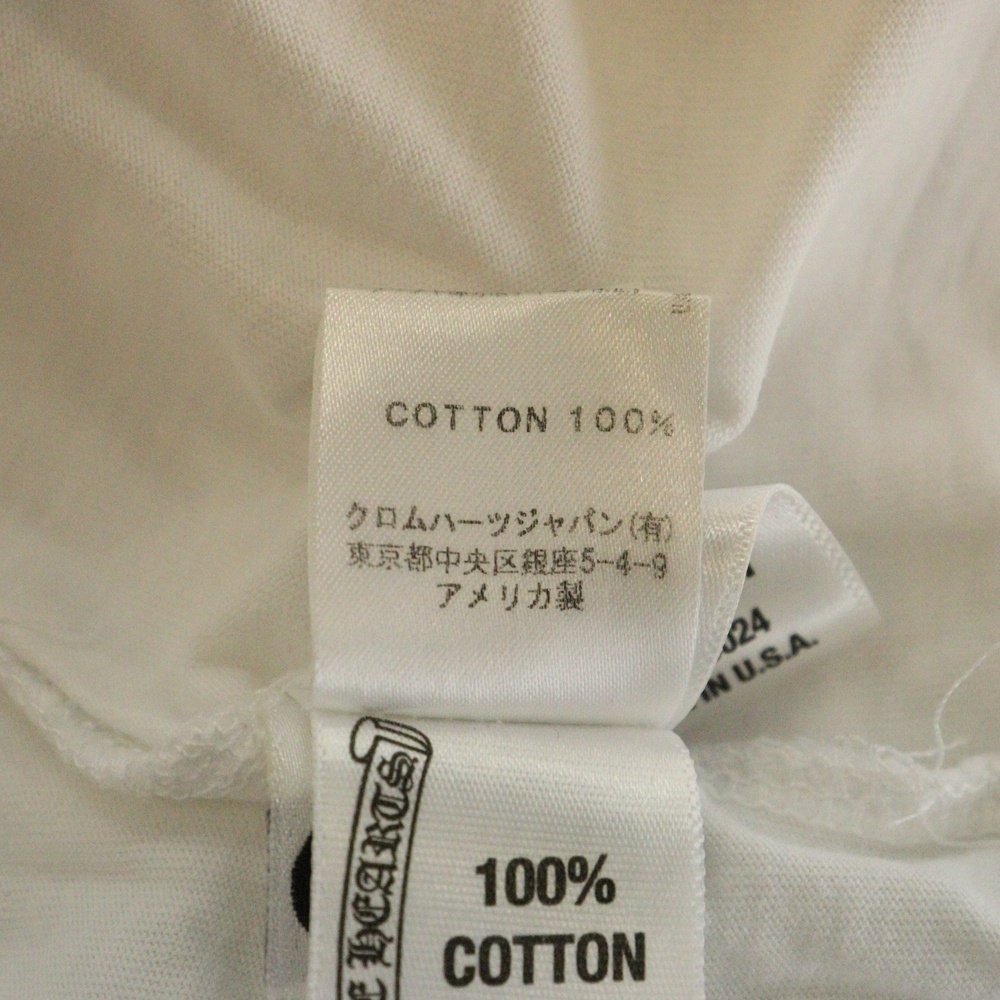 COTTON 100%
クロムハーツジャパン(有)
東京都中央区銀座5-4-9
アメリカ製
024
IN U.S.A.
HEARTS
100%
COTTON